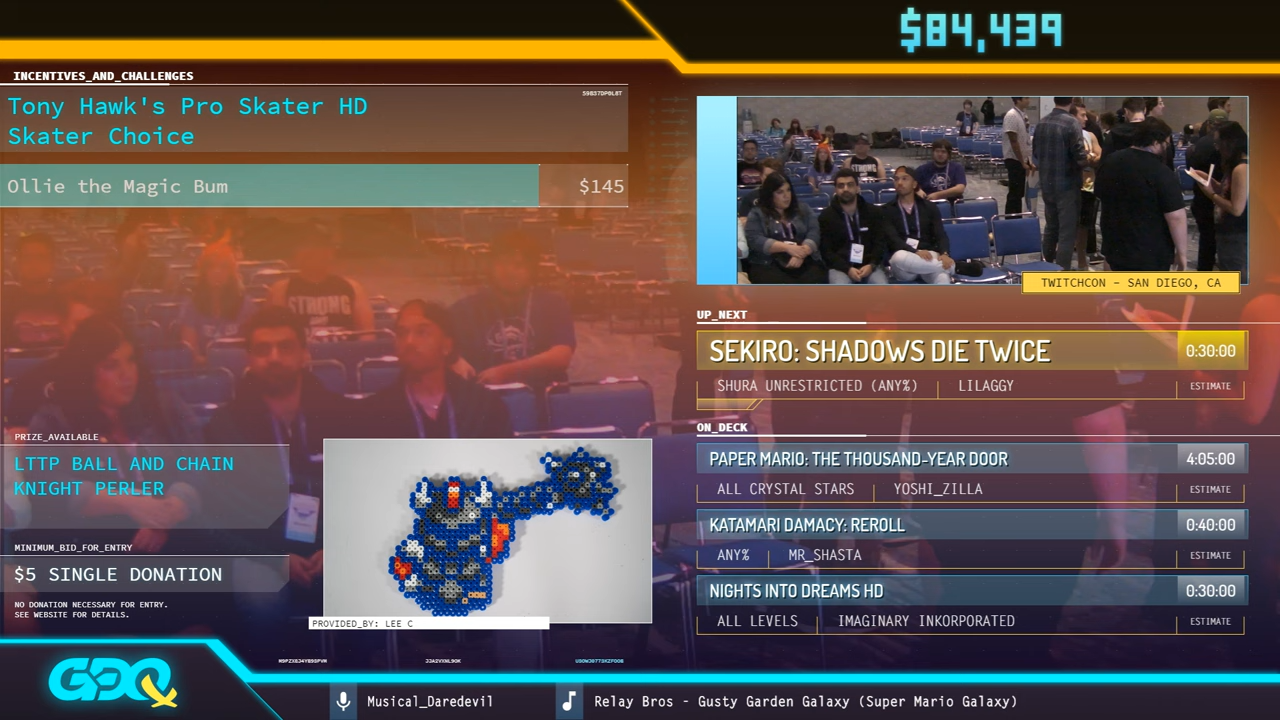 $84,439
INCENTIVES_AND_CHALLENGES
Tony Hawk's Pro Skater HD
Skater Choice
Ollie the Magic Bum
$145
STRONG
TWITCHCON - SAN DIEGO, CA
UP_NEXT
SEKIRO: SHADOWS DIE TWICE
0:30:00
SHURA UNRESTRICTED (ANY%)
LILAGGY
ESTIMATE
ON_DECK
PAPER MARIO: THE THOUSAND-YEAR DOOR
4:05:00
ALL CRYSTAL STARS
YOSHI_ZILLA
ESTIMATE
KATAMARI DAMACY: REROLL
0:40:00
ANY%
MR_SHASTA
ESTIMATE
NIGHTS INTO DREAMS HD
0:30:00
ALL LEVELS
IMAGINARY INKORPORATED
ESTIMATE
PRIZE_AVAILABLE
LTTP BALL AND CHAIN
KNIGHT PERLER
MINIMUM_BID_FOR_ENTRY
$5 SINGLE DONATION
NO DONATION NECESSARY FOR ENTRY.
SEE WEBSITE FOR DETAILS.
PROVIDED_BY: LEE C
GDQ
Musical_Daredevil
Relay Bros - Gusty Garden Galaxy (Super Mario Galaxy)